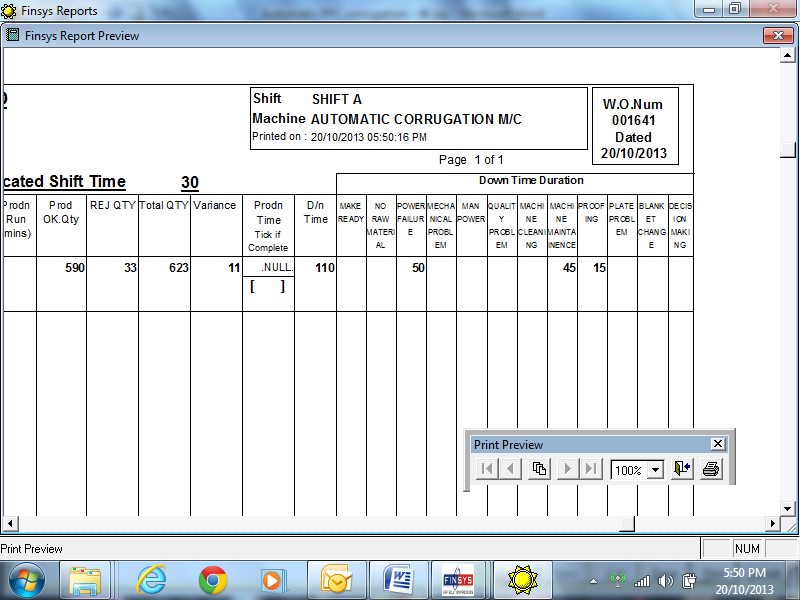 Finsys Reports
Finsys Report Preview
Shift SHIFT A
Machine AUTOMATIC CORRUGATION M/C
Printed on : 20/10/2013 05:50:16 PM
W.O.Num
001641
Dated
20/10/2013
Page 1 of 1
cated Shift Time 30
Down Time Duration
Prodn
Run
mins)
Prod
OK.Qty
REJ QTY
Total QTY
Variance
Prodn
Time
Tick if
Complete
D/n
Time
MAKE
READY
NO
RAW
MATERI
AL
POWER
FAILUR
E
MECHA
NICAL
PROBL
EM
MAN
POWER
QUALIT
Y
PROBL
EM
MACHI
NE
CLEANI
NG
MACHI
NE
MAINTA
INENCE
PROOF
ING
PLATE
PROBL
EM
BLANK
ET
CHANG
E
DECIS
ION
MAKI
NG
590 33 623 11 .NULL. 110 50 45 15
[ ]
Print Preview
100%
Print Preview
NUM
FINSYS
5:50 PM
20/10/2013